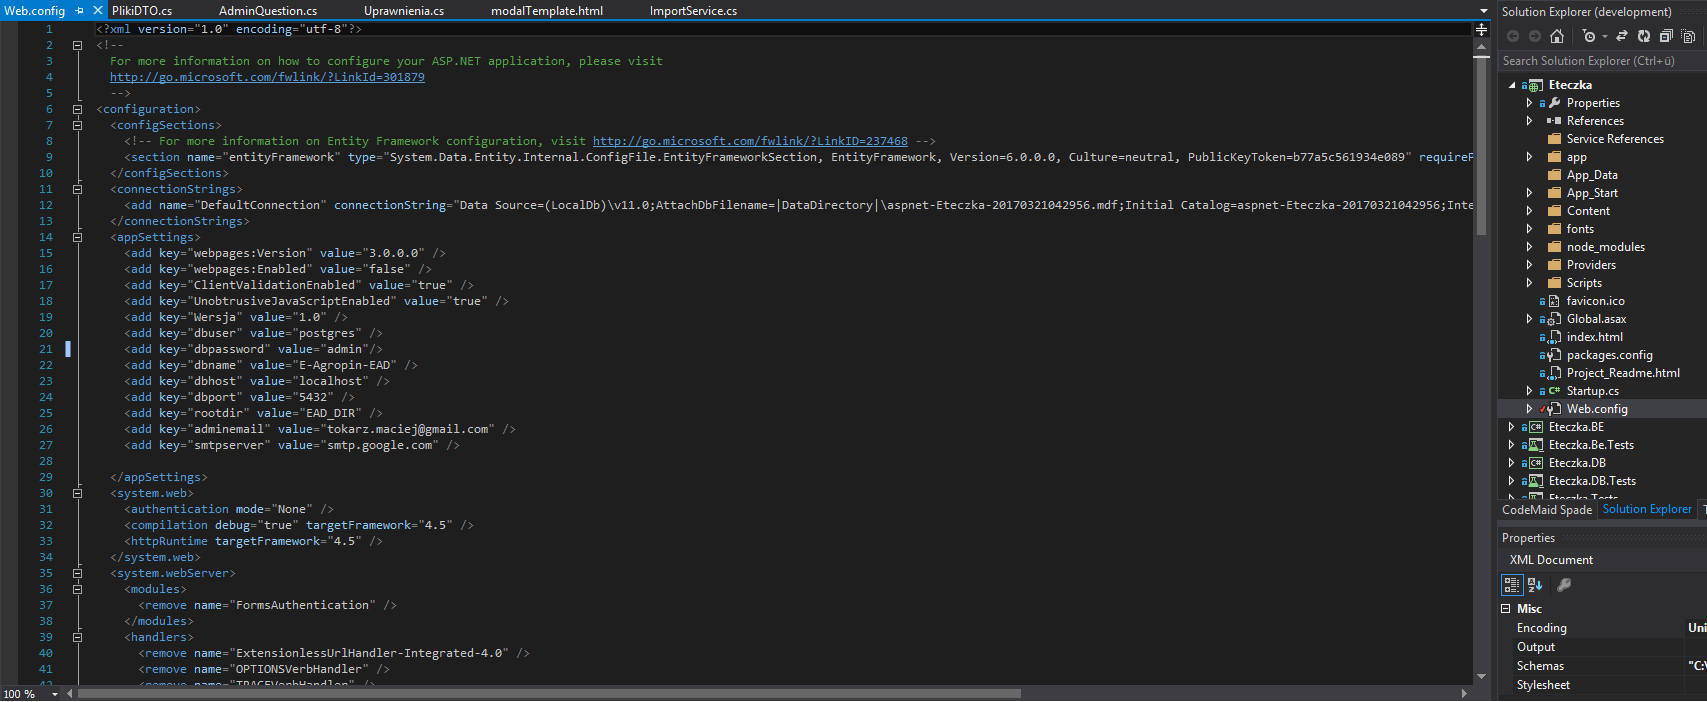 Web.config
PlikiDTO.cs
AdminQuestion.cs
Uprawnienia.cs
modalTemplate.html
ImportService.cs
1 <?xml version="1.0" encoding="utf-8"?>
2 <!--
3 For more information on how to configure your ASP.NET application, please visit
4 http://go.microsoft.com/fwlink/?LinkId=301879
5 -->
6 <configuration>
7 <configSections>
8 <!-- For more information on Entity Framework configuration, visit http://go.microsoft.com/fwlink/?LinkID=237468 -->
9 <section name="entityFramework" type="System.Data.Entity.Internal.ConfigFile.EntityFrameworkSection, EntityFramework, Version=6.0.0.0, Culture=neutral, PublicKeyToken=b77a5c561934e089" requireP
10 </configSections>
11 <connectionStrings>
12 <add name="DefaultConnection" connectionString="Data Source=(LocalDb)\v11.0;AttachDbFilename=|DataDirectory|\aspnet-Eteczka-20170321042956.mdf;Initial Catalog=aspnet-Eteczka-20170321042956;Inte
13 </connectionStrings>
14 <appSettings>
15 <add key="webpages:Version" value="3.0.0.0" />
16 <add key="webpages:Enabled" value="false" />
17 <add key="ClientValidationEnabled" value="true" />
18 <add key="UnobtrusiveJavaScriptEnabled" value="true" />
19 <add key="Wersja" value="1.0" />
20 <add key="dbuser" value="postgres" />
21 <add key="dbpassword" value="admin"/>
22 <add key="dbname" value="E-Agropin-EAD" />
23 <add key="dbhost" value="localhost" />
24 <add key="dbport" value="5432" />
25 <add key="rootdir" value="EAD_DIR" />
26 <add key="adminemail" value="tokarz.maciej@gmail.com" />
27 <add key="smtpserver" value="smtp.google.com" />
28
29 </appSettings>
30 <system.web>
31 <authentication mode="None" />
32 <compilation debug="true" targetFramework="4.5" />
33 <httpRuntime targetFramework="4.5" />
34 </system.web>
35 <system.webServer>
36 <modules>
37 <remove name="FormsAuthentication" />
38 </modules>
39 <handlers>
40 <remove name="ExtensionlessUrlHandler-Integrated-4.0" />
41 <remove name="OPTIONSVerbHandler" />
42 <remove name="TRACEVerbHandler" />
100 %
Solution Explorer (development)
Search Solution Explorer (Ctrl+ü)
Eteczka
Properties
References
Service References
app
App_Data
App_Start
Content
fonts
node_modules
Providers
Scripts
favicon.ico
Global.asax
index.html
packages.config
Project_Readme.html
C# Startup.cs
Web.config
C# Eteczka.BE
Eteczka.Be.Tests
C# Eteczka.DB
Eteczka.DB.Tests
Eteczka.Tests
CodeMaid Spade
Solution Explorer
T
Properties
XML Document
Misc
Encoding Uni
Output
Schemas "C:\
Stylesheet